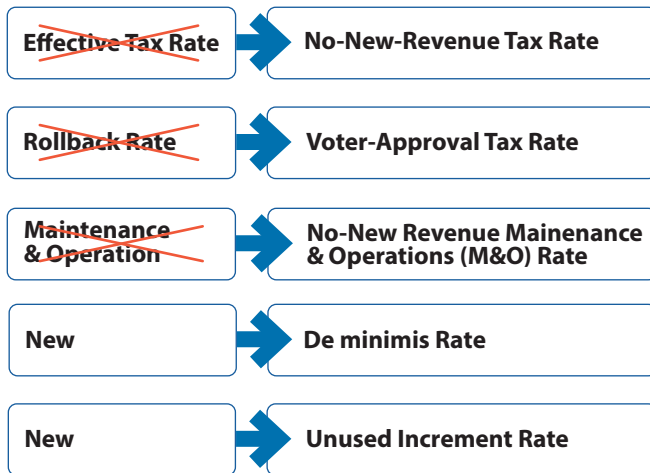 Effective Tax Rate
No-New-Revenue Tax Rate
Rollback Rate
Voter-Approval Tax Rate
Maintenance
& Operation
No-New Revenue Mainenance
& Operations (M&O) Rate
New
De minimis Rate
New
Unused Increment Rate